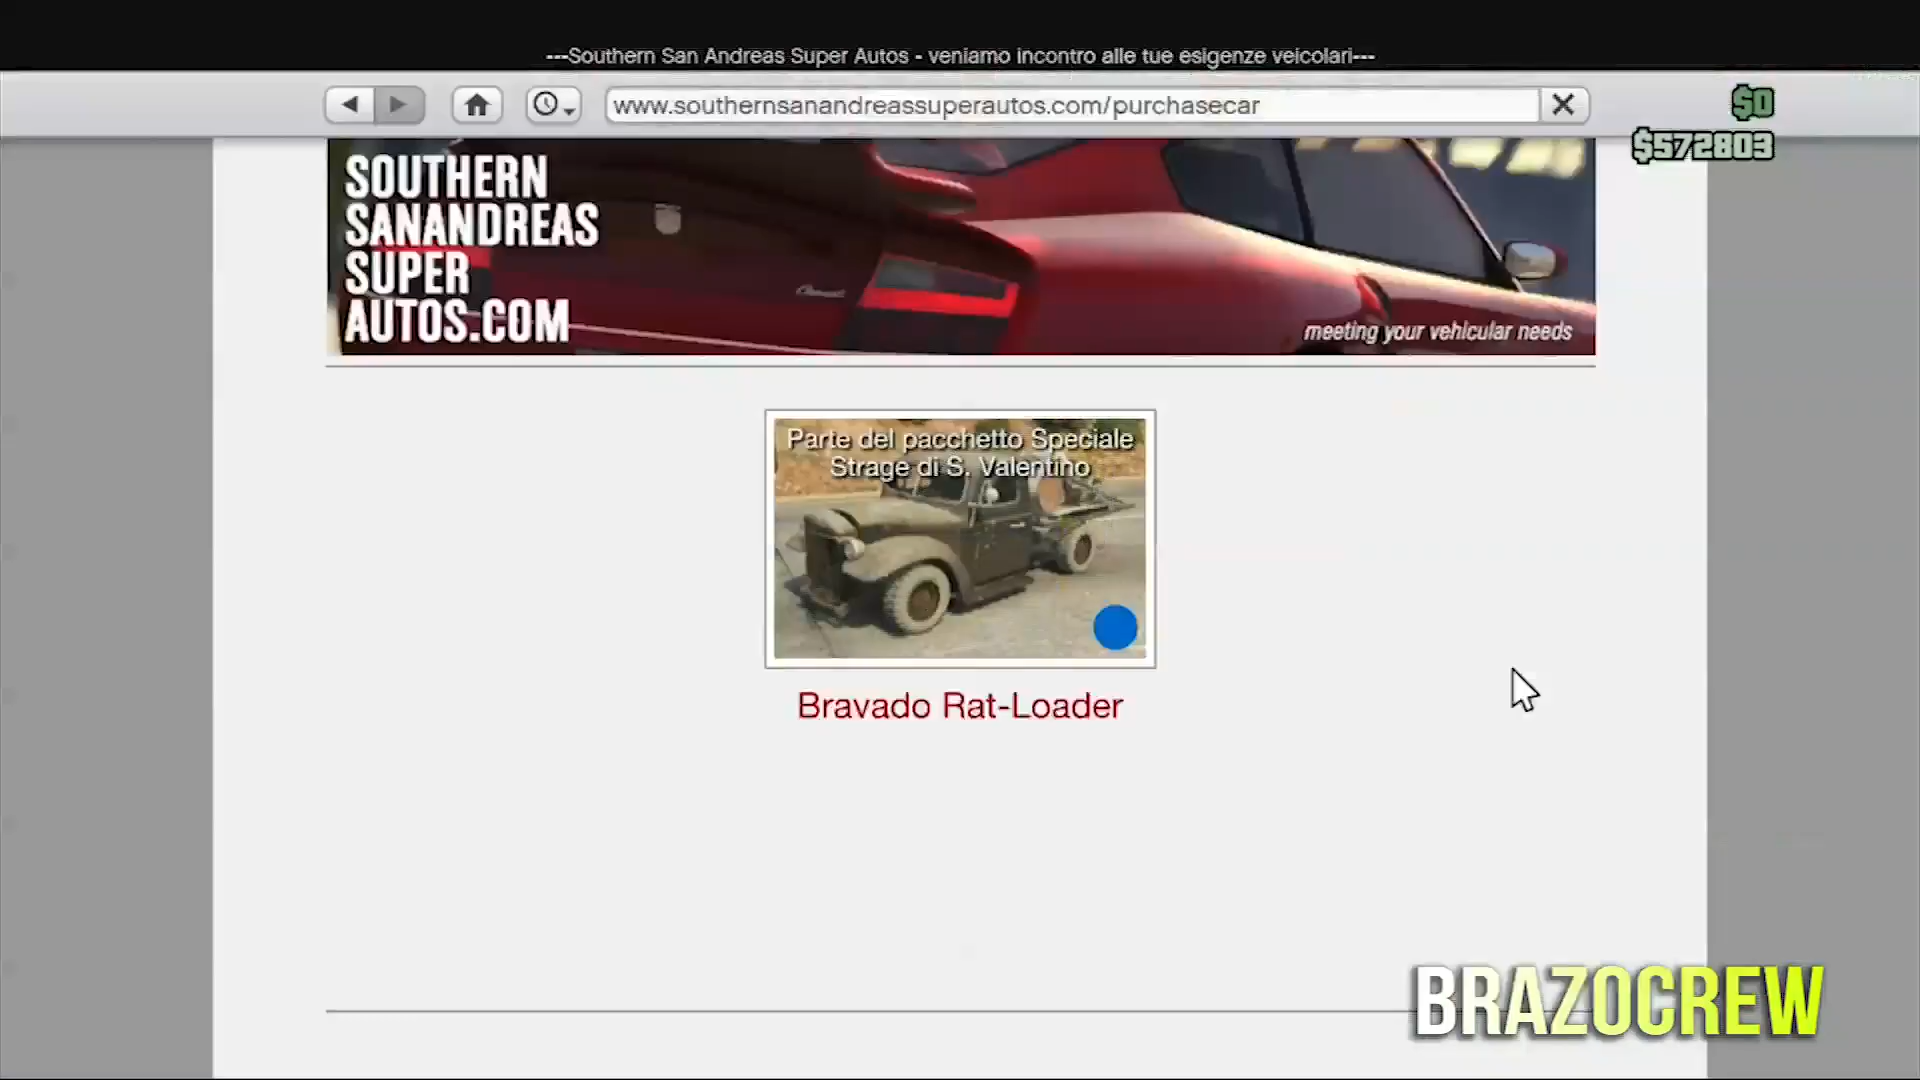 ---Southern San Andreas Super Autos - veniamo incontro alle tue esigenze veicolari---
www.southernsanandreassuperautos.com/purchasecar
$0
$572803
SOUTHERN
SANANDREAS
SUPER
AUTOS.COM
meeting your vehicular needs
Parte del pacchetto Speciale
Strage di S. Valentino
Bravado Rat-Loader
BRAZOCREW